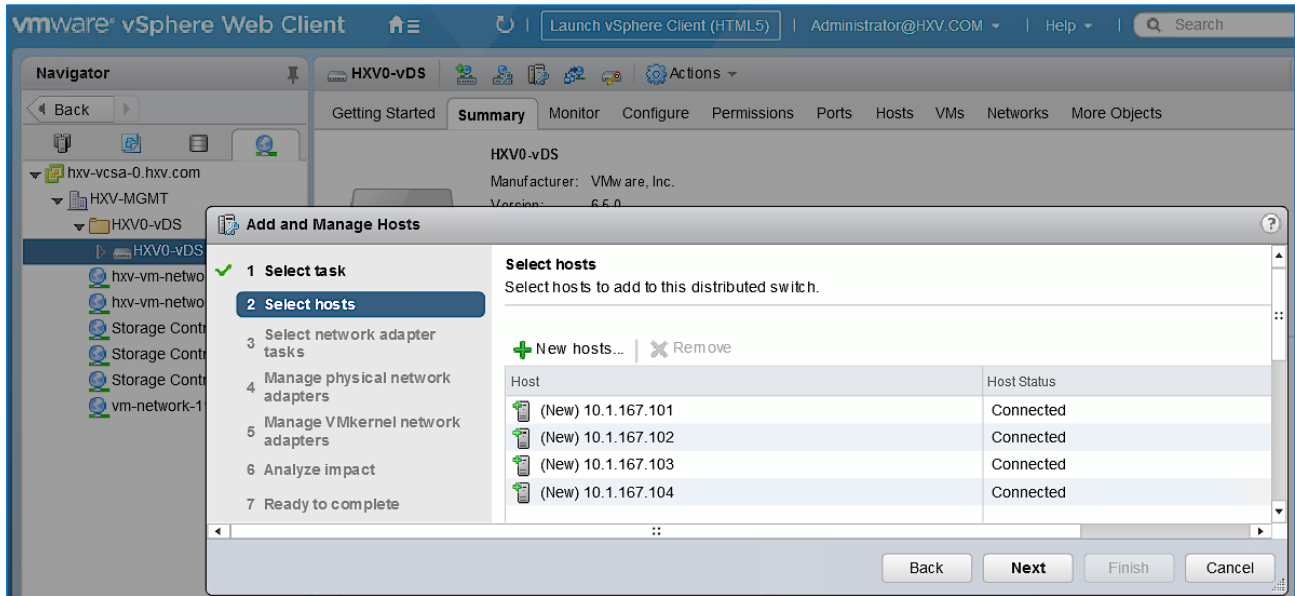 vmware® vSphere Web Client
Launch vSphere Client (HTML5)
Administrator@HXV.COM
Help
Search
Navigator
HXV0-vDS
Actions
Back
Getting Started Summary Monitor Configure Permissions Ports Hosts VMs Networks More Objects
HXV0-vDS
Manufacturer: VMware, Inc.
Version: 6.6.0
hxv-vcsa-0.hxv.com
HXV-MGMT
HXV0-vDS
HXV0-vDS
hxv-vm-netwo
hxv-vm-netwo
Storage Contr
Storage Contr
Storage Contr
vm-network-1
Add and Manage Hosts
?
1 Select task
2 Select hosts
3 Select network adapter
tasks
4 Manage physical network
adapters
5 Manage VMkernel network
adapters
6 Analyze impact
7 Ready to complete
Select hosts
Select hosts to add to this distributed switch.
New hosts... Remove
Host Host Status
(New) 10.1.167.101 Connected
(New) 10.1.167.102 Connected
(New) 10.1.167.103 Connected
(New) 10.1.167.104 Connected
Back Next Finish Cancel